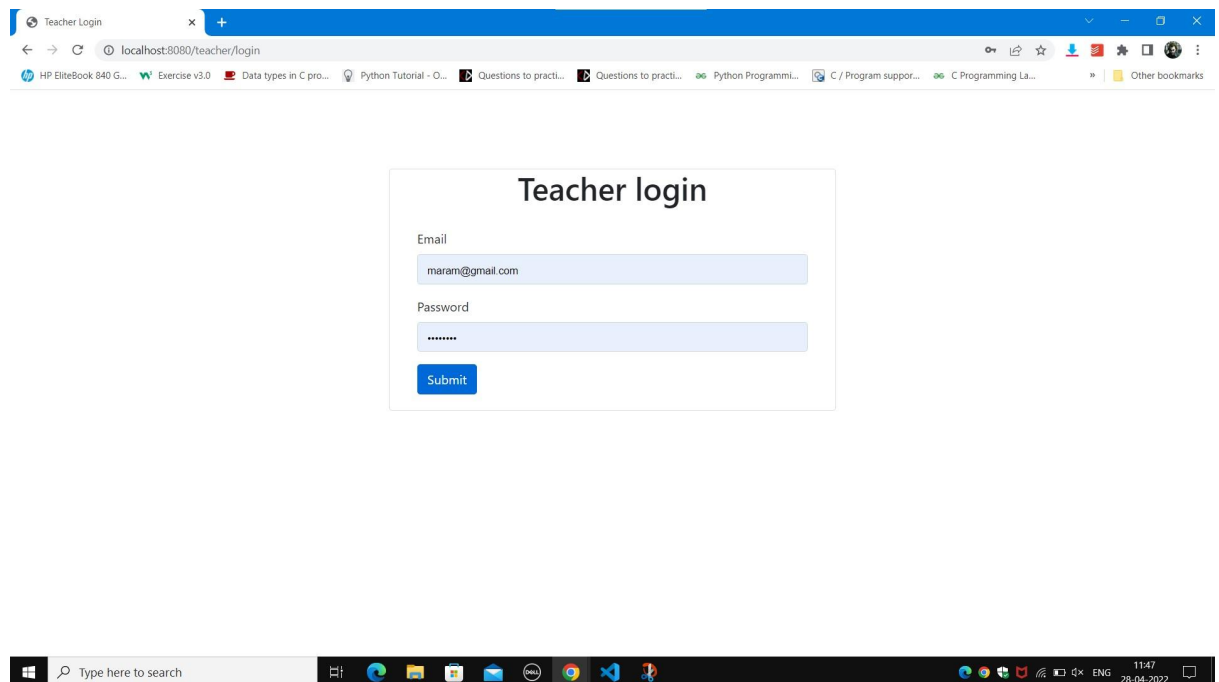 Teacher Login
localhost:8080/teacher/login
HP EliteBook 840 G... Exercise v3.0 Data types in C pro... Python Tutorial - O... Questions to practi... Questions to practi... Python Programmi... C / Program suppor... C Programming La... » Other bookmarks
Teacher login
Email
maram@gmail.com
Password
••••••••
Submit
Type here to search
DELL
ENG
11:47
28-04-2022